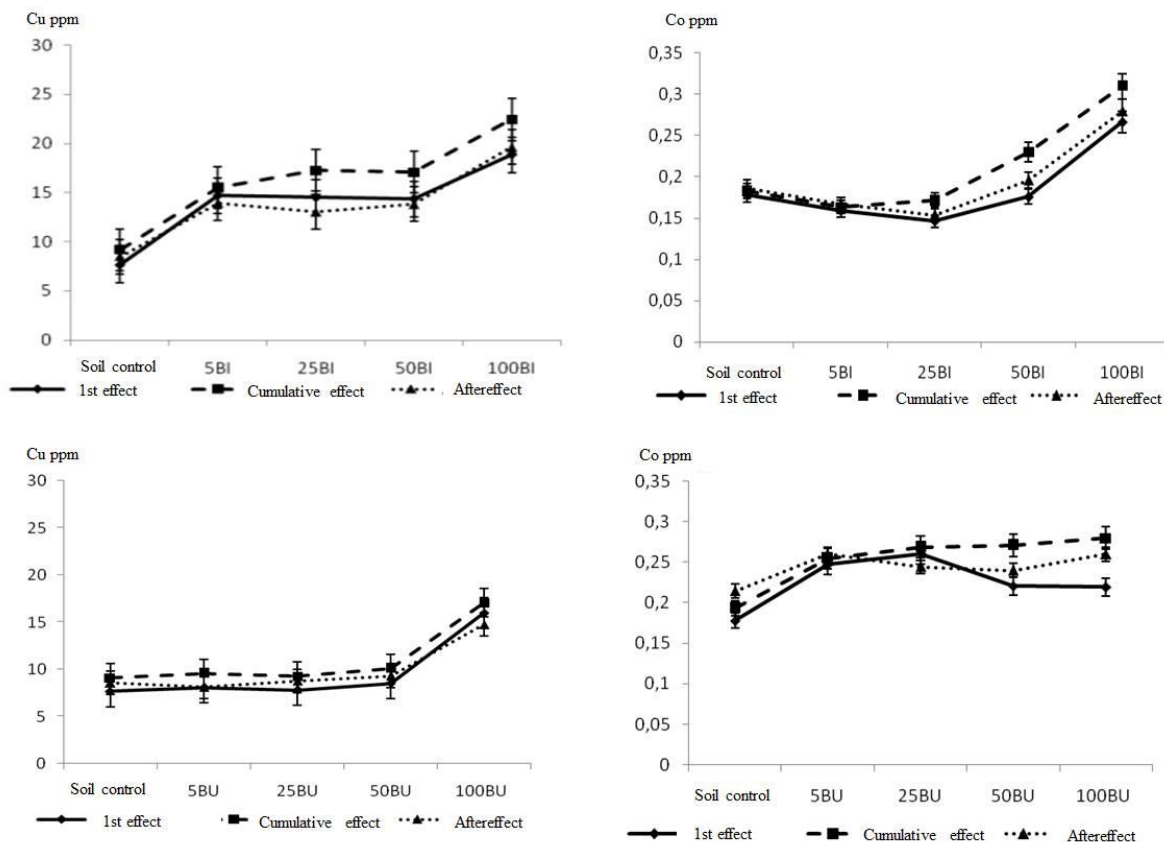 Cu ppm
30
25
20
15
10
5
0
Soil control 5BI 25BI 50BI 100BI
1st effect Cumulative effect Aftereffect
Co ppm
0,35
0,3
0,25
0,2
0,15
0,1
0,05
0
Soil control 5BI 25BI 50BI 100BI
1st effect Cumulative effect Aftereffect
Cu ppm
30
25
20
15
10
5
0
Soil control 5BU 25BU 50BU 100BU
1st effect Cumulative effect Aftereffect
Co ppm
0,35
0,3
0,25
0,2
0,15
0,1
0,05
0
Soil control 5BU 25BU 50BU 100BU
1st effect Cumulative effect Aftereffect